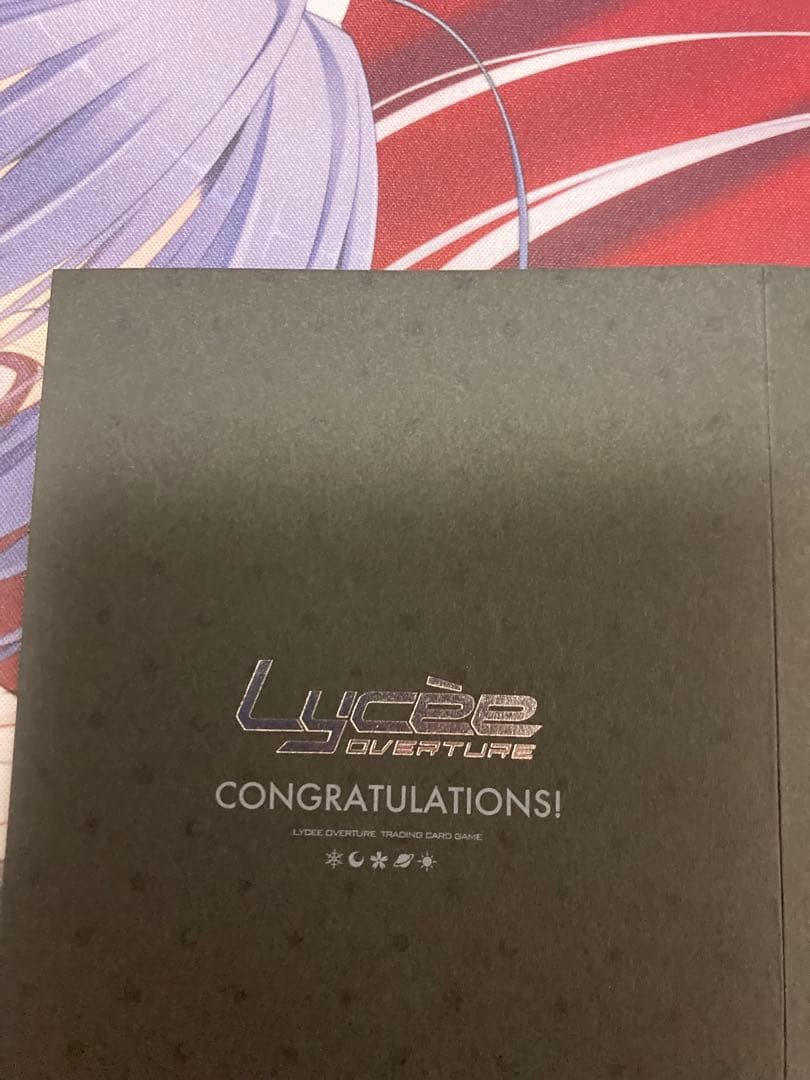 Lycèe
OVERTURE
CONGRATULATIONS!
LYCEE OVERTURE TRADING CARD GAME